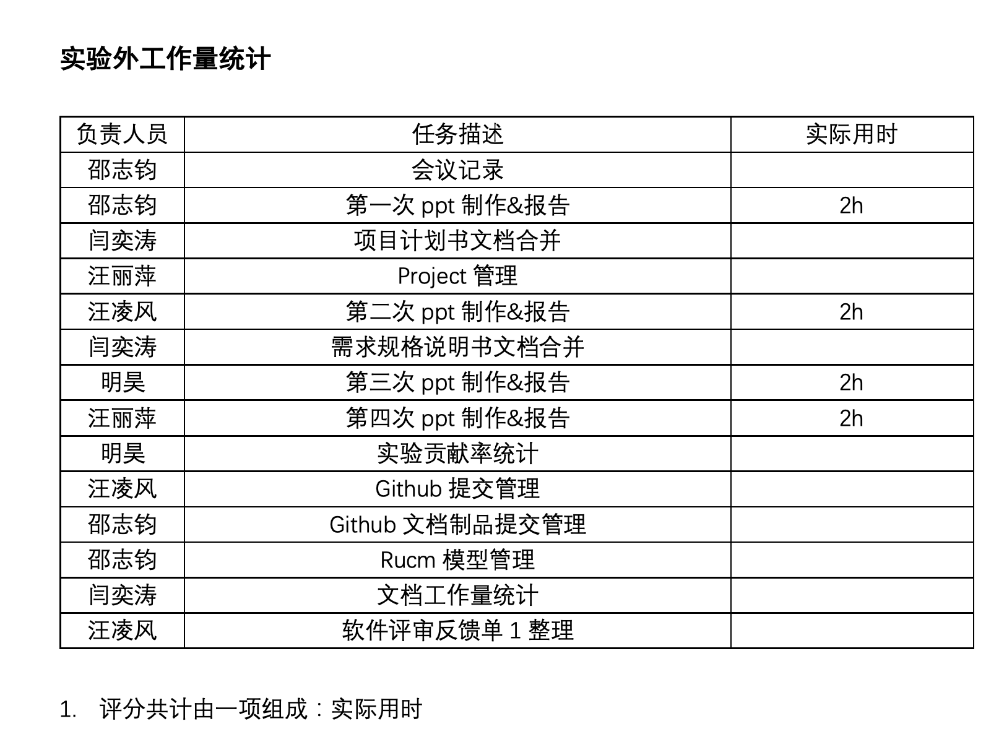 实验外工作量统计
负责人员 任务描述 实际用时
邵志钧 会议记录
邵志钧 第一次 ppt 制作&报告 2h
闫奕涛 项目计划书文档合并
汪丽萍 Project 管理
汪凌风 第二次 ppt 制作&报告 2h
闫奕涛 需求规格说明书文档合并
明昊 第三次 ppt 制作&报告 2h
汪丽萍 第四次 ppt 制作&报告 2h
明昊 实验贡献率统计
汪凌风 Github 提交管理
邵志钧 Github 文档制品提交管理
邵志钧 Rucm 模型管理
闫奕涛 文档工作量统计
汪凌风 软件评审反馈单 1 整理
1. 评分共计由一项组成：实际用时